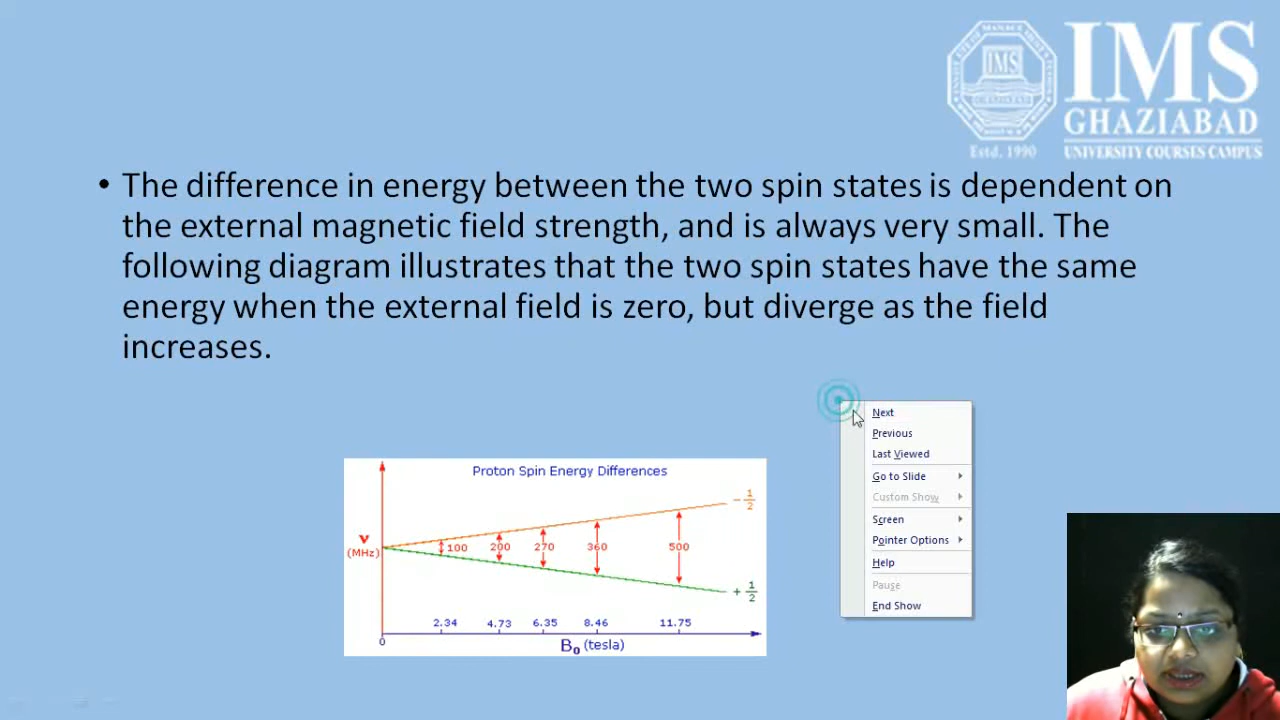 IMS
GHAZIABAD
Estd. 1990
UNIVERSITY COURSES CAMPUS
IMS
• The difference in energy between the two spin states is dependent on
the external magnetic field strength, and is always very small. The
following diagram illustrates that the two spin states have the same
energy when the external field is zero, but diverge as the field
increases.
Proton Spin Energy Differences
ν
(MHz)
100
200
270
360
500
- 1/2
+ 1/2
2.34
4.73
6.35
8.46
11.75
0
B₀ (tesla)
Next
Previous
Last Viewed
Go to Slide
Custom Show
Screen
Pointer Options
Help
Pause
End Show